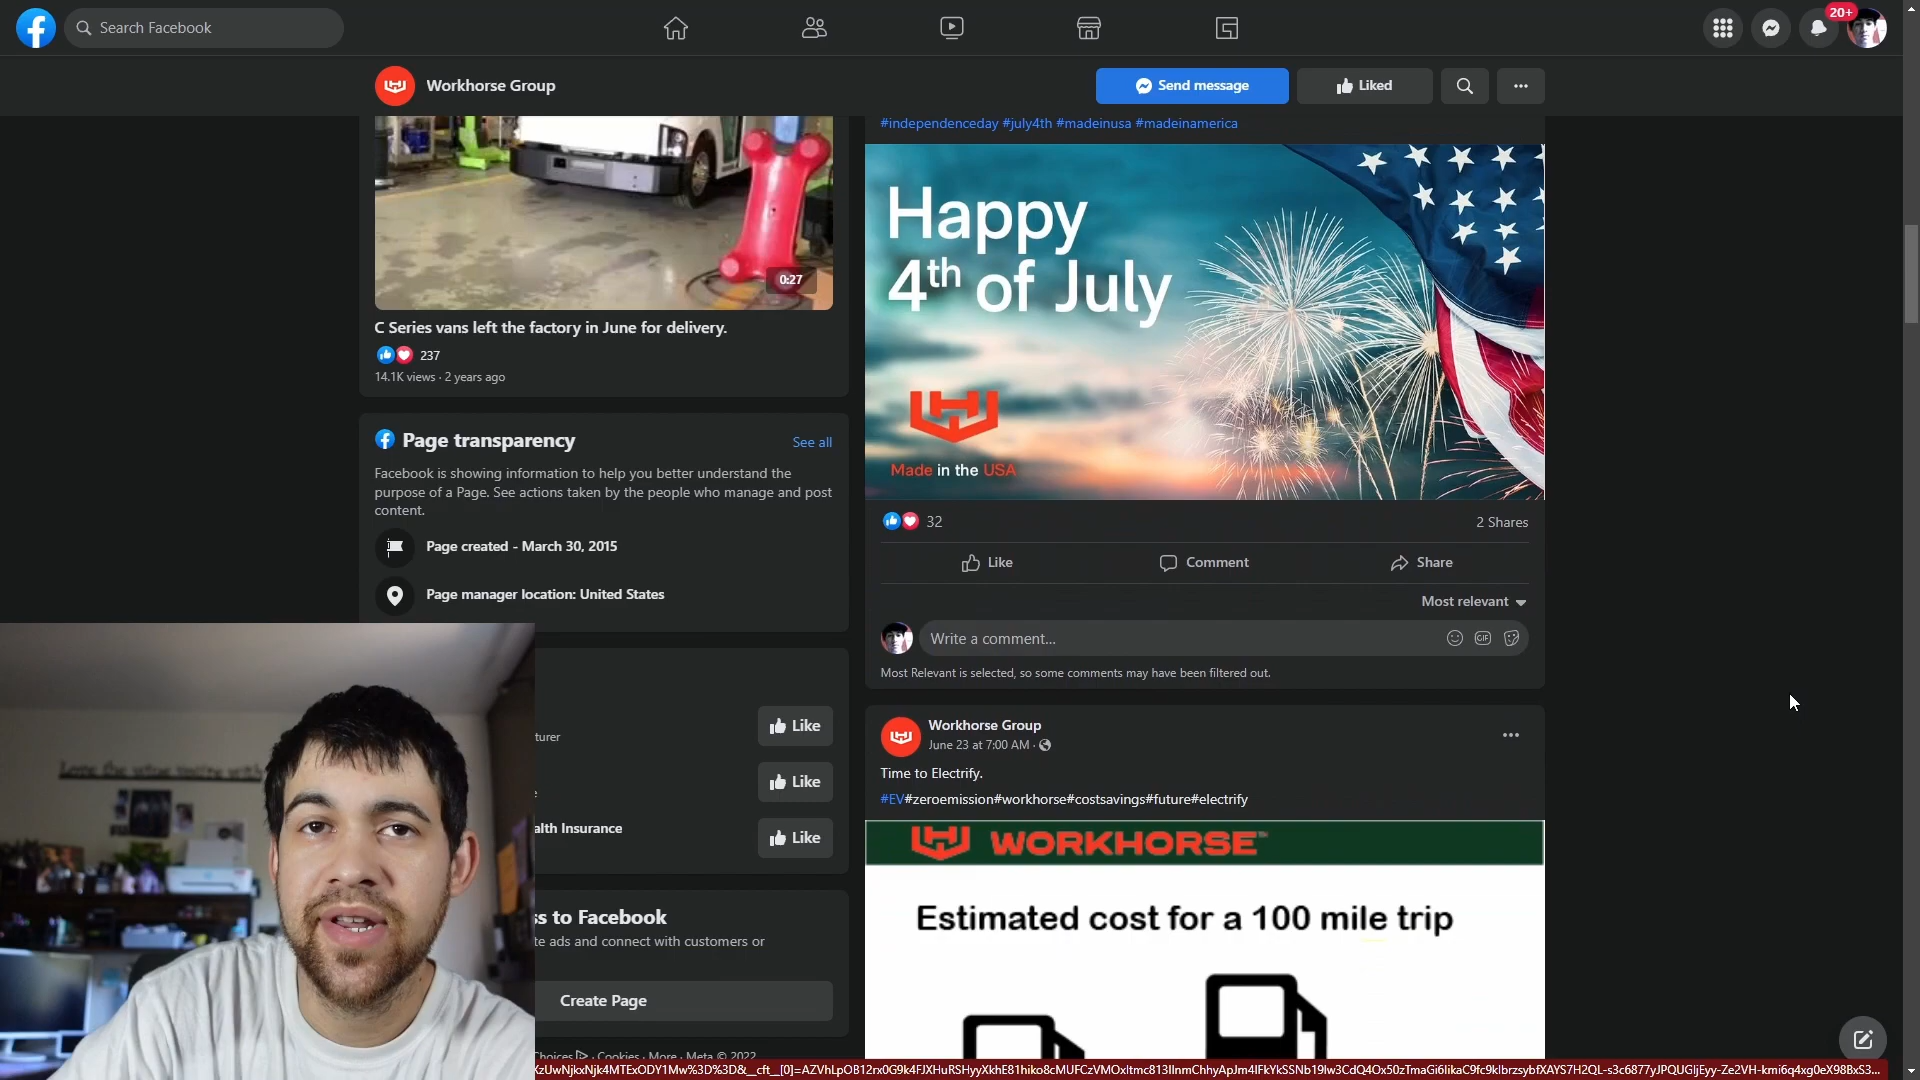 Search Facebook
20+
Workhorse Group
Send message
Liked
0:27
C Series vans left the factory in June for delivery.
237
14.1K views · 2 years ago
Page transparency
See all
Facebook is showing information to help you better understand the
purpose of a Page. See actions taken by the people who manage and post
content.
Page created - March 30, 2015
Page manager location: United States
turer
Like
Like
alth Insurance
Like
ss to Facebook
te ads and connect with customers or
Create Page
Choices · Cookies · More · Meta © 2022
#independenceday #july4th #madeinusa #madeinamerica
Happy
4th of July
Made in the USA
32
2 Shares
Like
Comment
Share
Most relevant
Write a comment...
GIF
Most Relevant is selected, so some comments may have been filtered out.
Workhorse Group
June 23 at 7:00 AM ·
Time to Electrify.
#EV#zeroemission#workhorse#costsavings#future#electrify
WORKHORSE
Estimated cost for a 100 mile trip